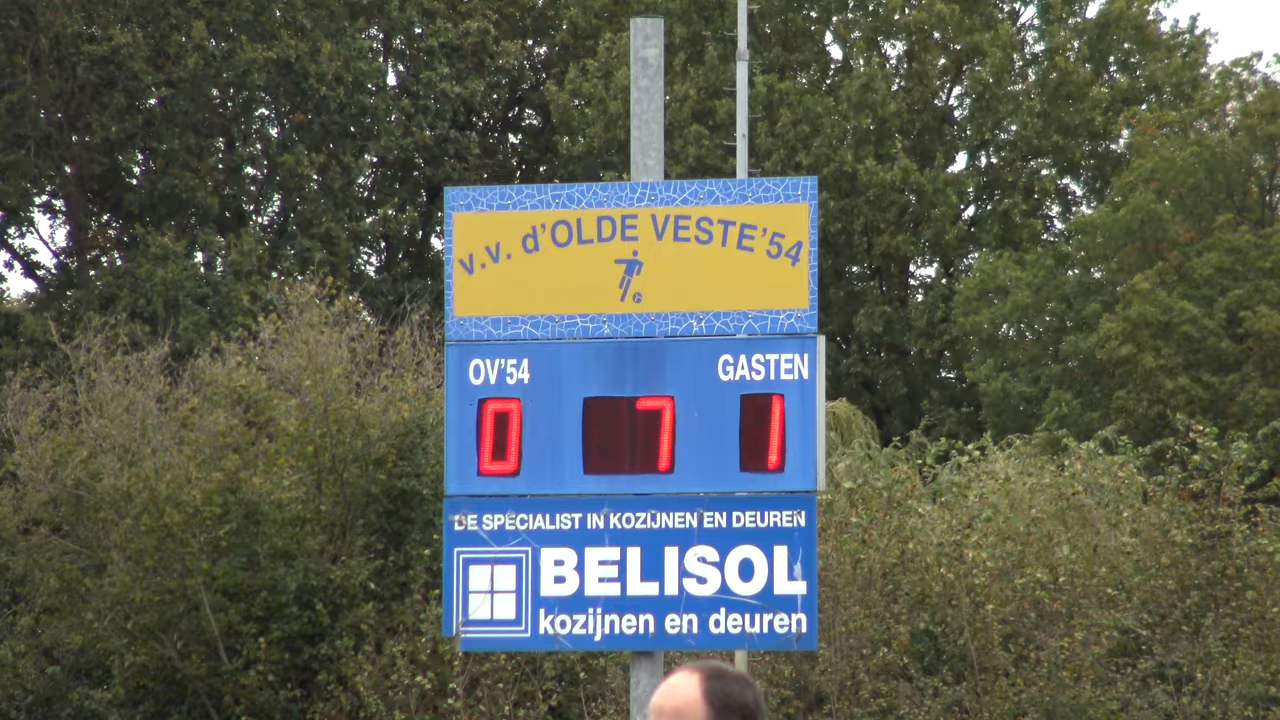 v.v. d'OLDE VESTE'54
OV'54 GASTEN
0 7 1
DE SPECIALIST IN KOZIJNEN EN DEUREN
BELISOL
kozijnen en deuren